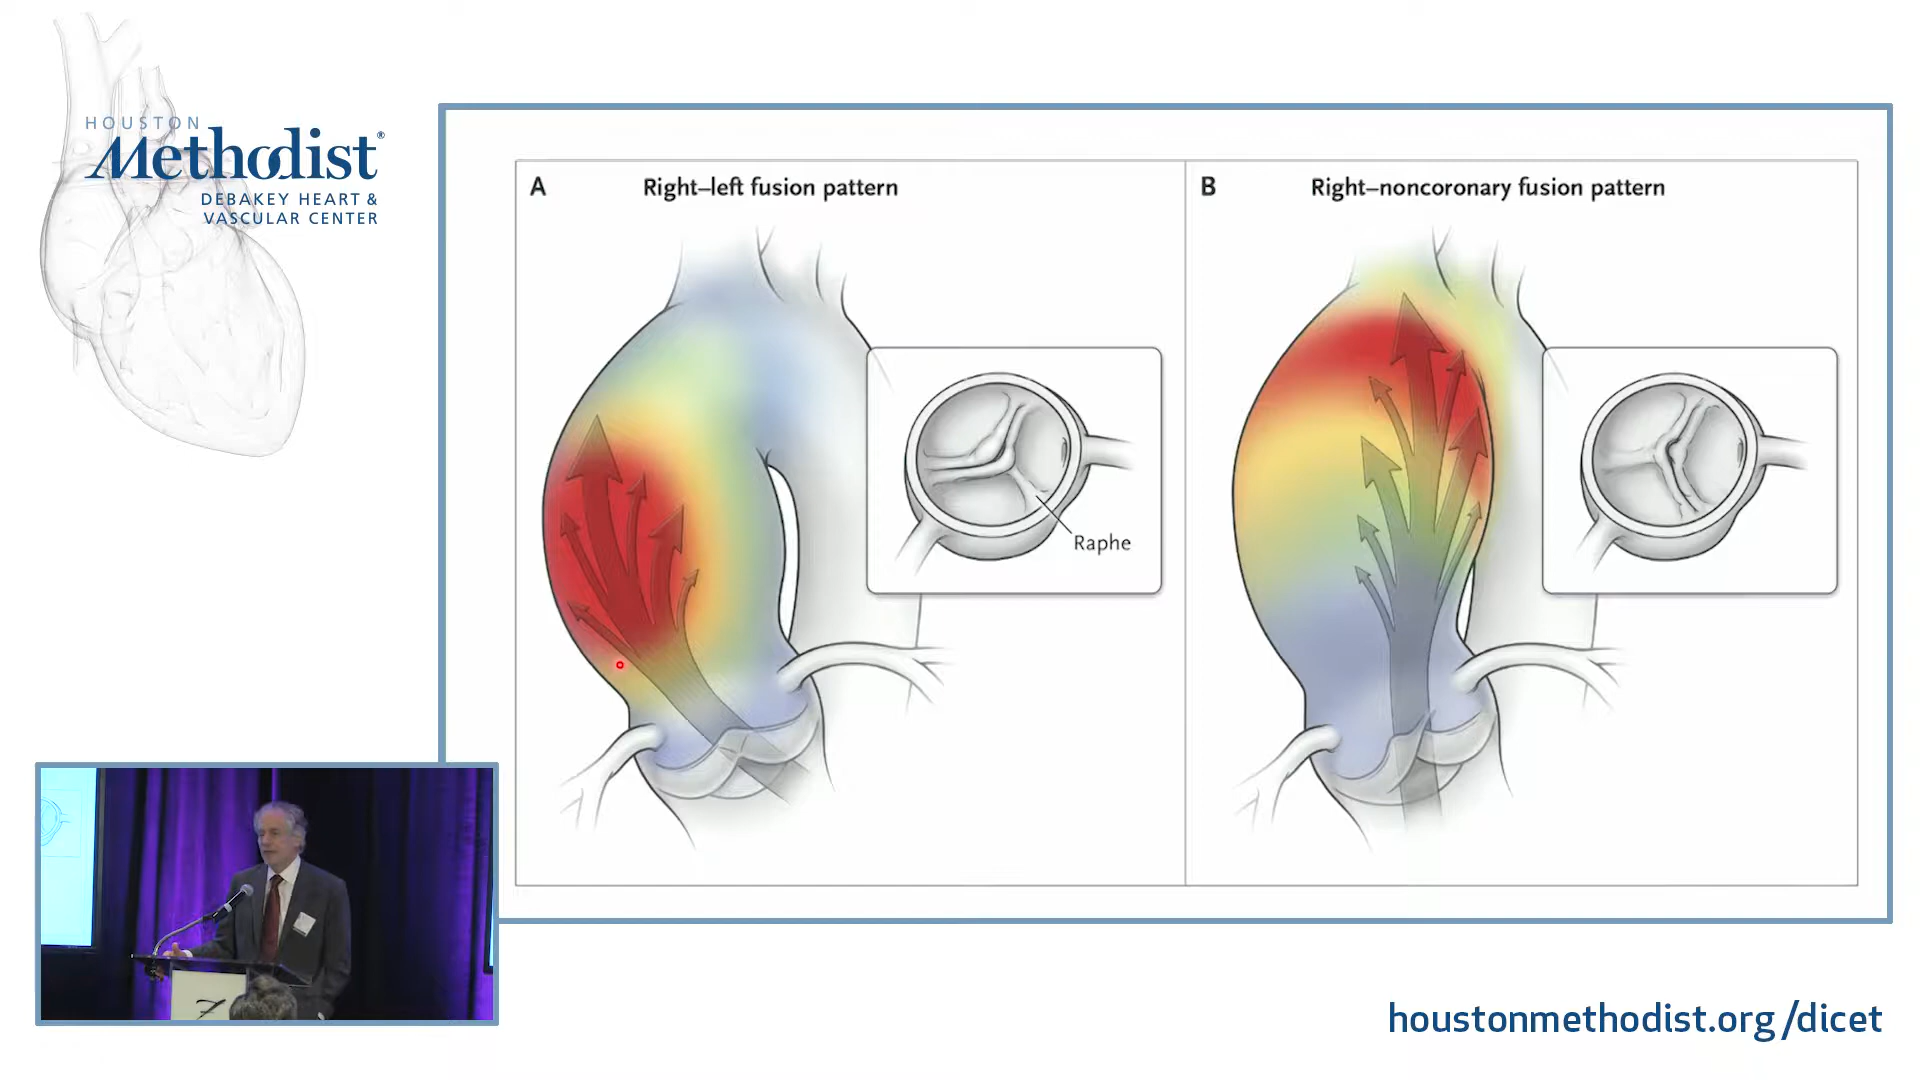 HOUSTON
Methodist®
DEBAKEY HEART &
VASCULAR CENTER
A Right–left fusion pattern
B Right–noncoronary fusion pattern
Raphe
houstonmethodist.org/dicet